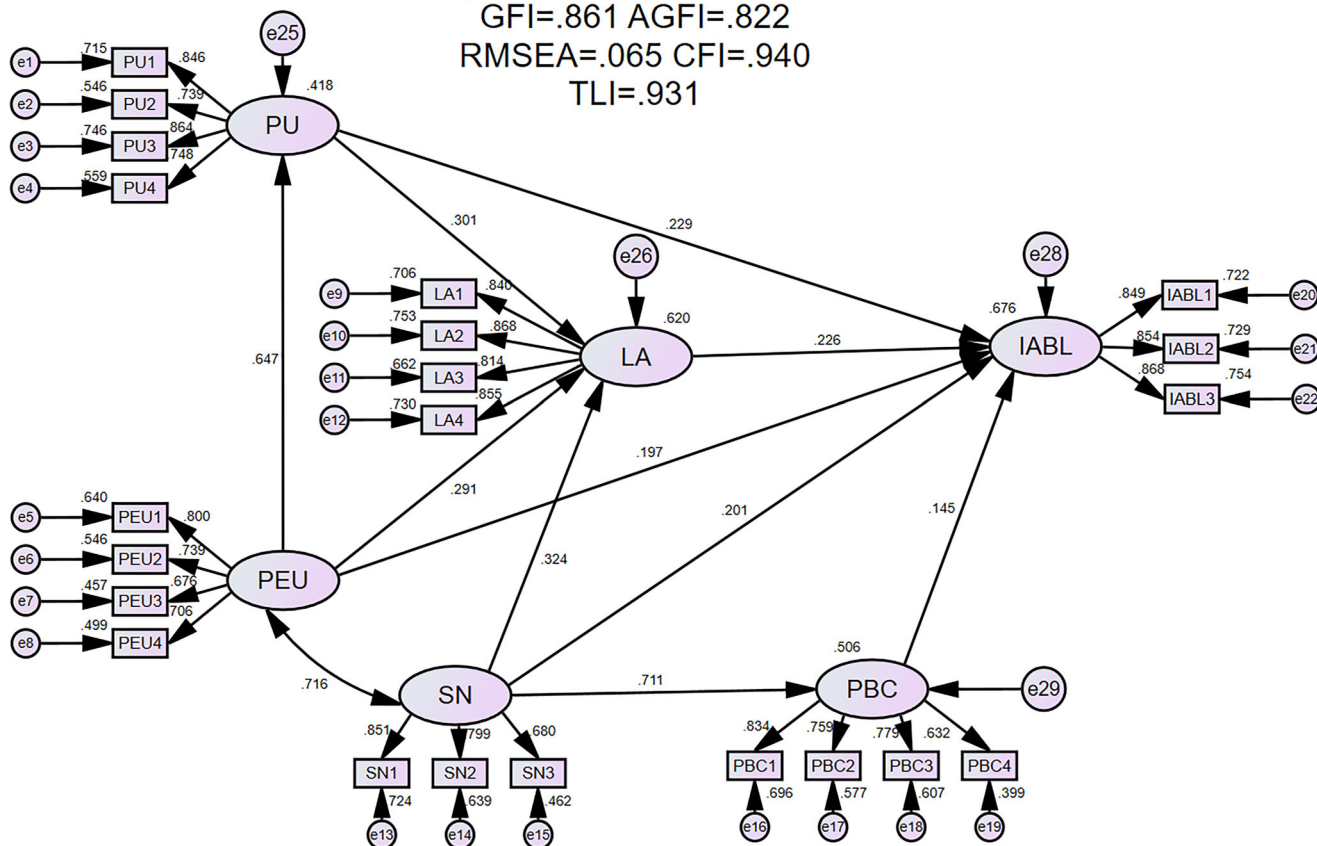 GFI=.861 AGFI=.822
RMSEA=.065 CFI=.940
TLI=.931
e25
.418
PU
e1 .715 PU1 .846
e2 .546 PU2 .739
e3 .746 PU3 .864
e4 .559 PU4 .748
.301
.229
.647
e26
.620
LA
e9 .706 LA1 .840
e10 .753 LA2 .868
e11 .662 LA3 .814
e12 .730 LA4 .855
.226
e28
.676
IABL
.849 IABL1 .722 e20
.854 IABL2 .729 e21
.868 IABL3 .754 e22
.197
.291
.201
.145
.324
e5 .640 PEU1 .800
e6 .546 PEU2 .739
e7 .457 PEU3 .676
e8 .499 PEU4 .706
PEU
.716
SN
.711
.506
PBC
e29
.851 .799 .680
SN1 SN2 SN3
.724 .639 .462
e13 e14 e15
.834 .759 .779 .632
PBC1 PBC2 PBC3 PBC4
.696 .577 .607 .399
e16 e17 e18 e19